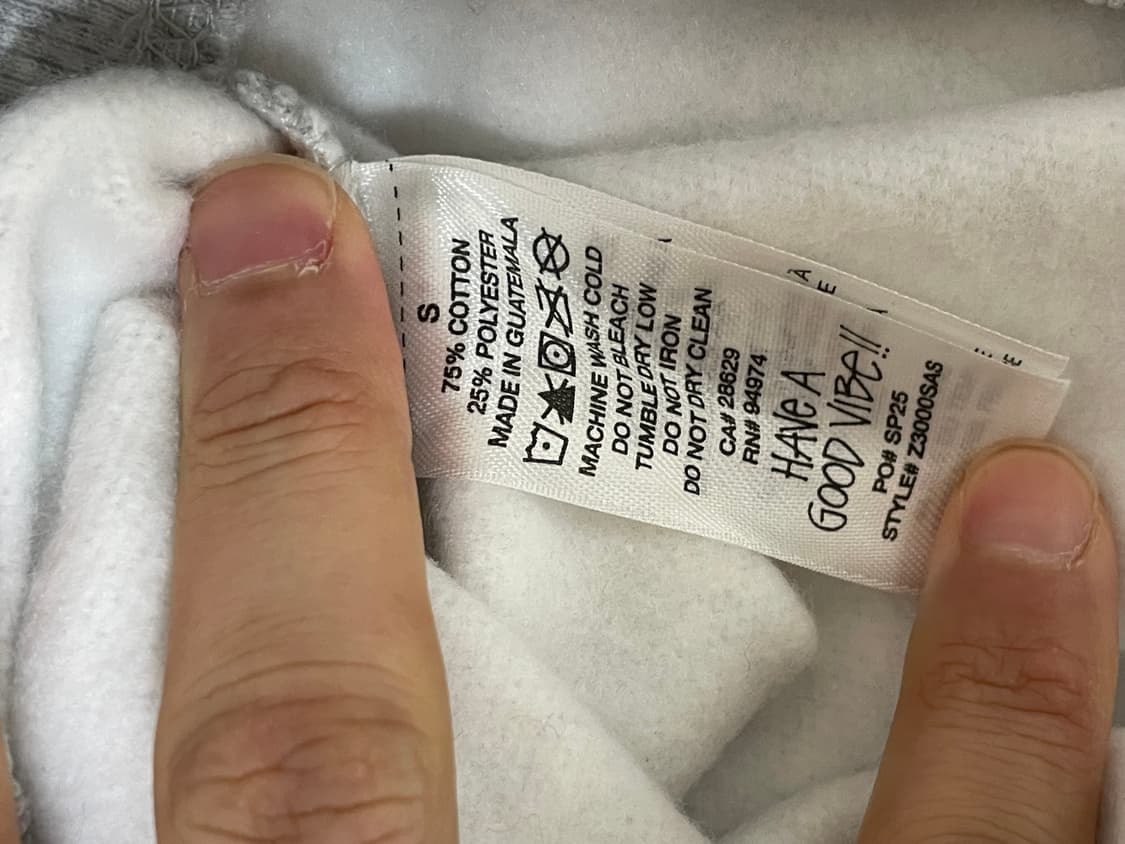 S
75% COTTON
25% POLYESTER
MADE IN GUATEMALA
MACHINE WASH COLD
DO NOT BLEACH
TUMBLE DRY LOW
DO NOT IRON
DO NOT DRY CLEAN
CA# 28629
RN# 94974
HAVE A
GOOD VIBE!!
PO# SP25
STYLE# Z3000SAS